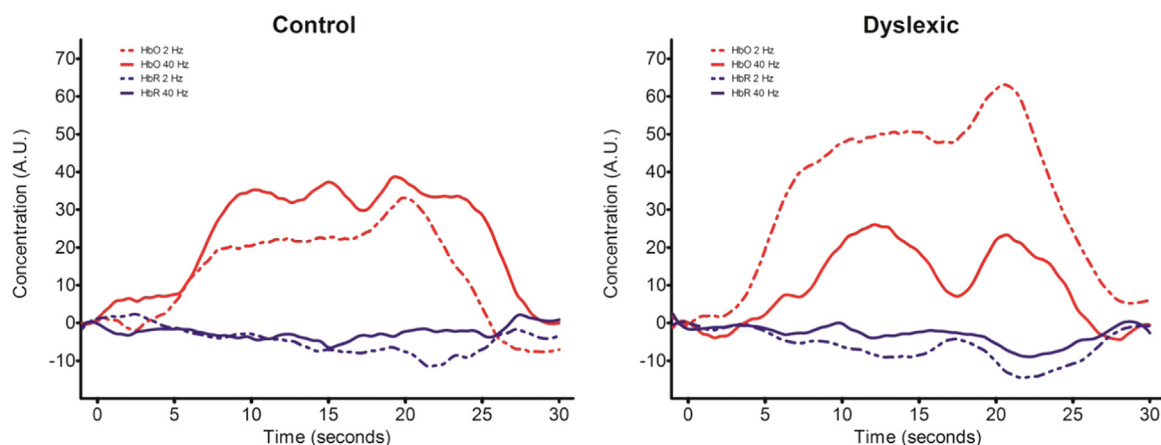 Control
70
60
50
40
30
20
10
0
-10
Concentration (A.U.)
HbO 2 Hz
HbO 40 Hz
HbR 2 Hz
HbR 40 Hz
0 5 10 15 20 25 30
Time (seconds)
Dyslexic
70
60
50
40
30
20
10
0
-10
Concentration (A.U.)
HbO 2 Hz
HbO 40 Hz
HbR 2 Hz
HbR 40 Hz
0 5 10 15 20 25 30
Time (seconds)